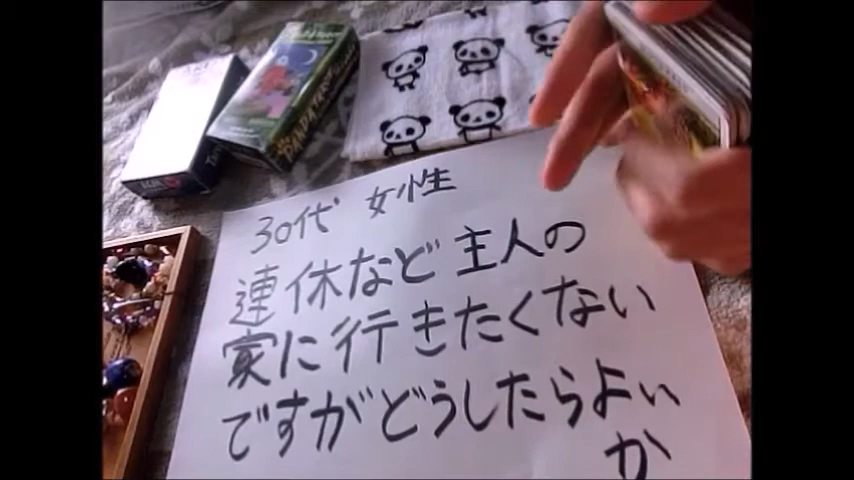 30代 女性
連休など主人の
家に行きたくない
ですがどうしたらよい
か